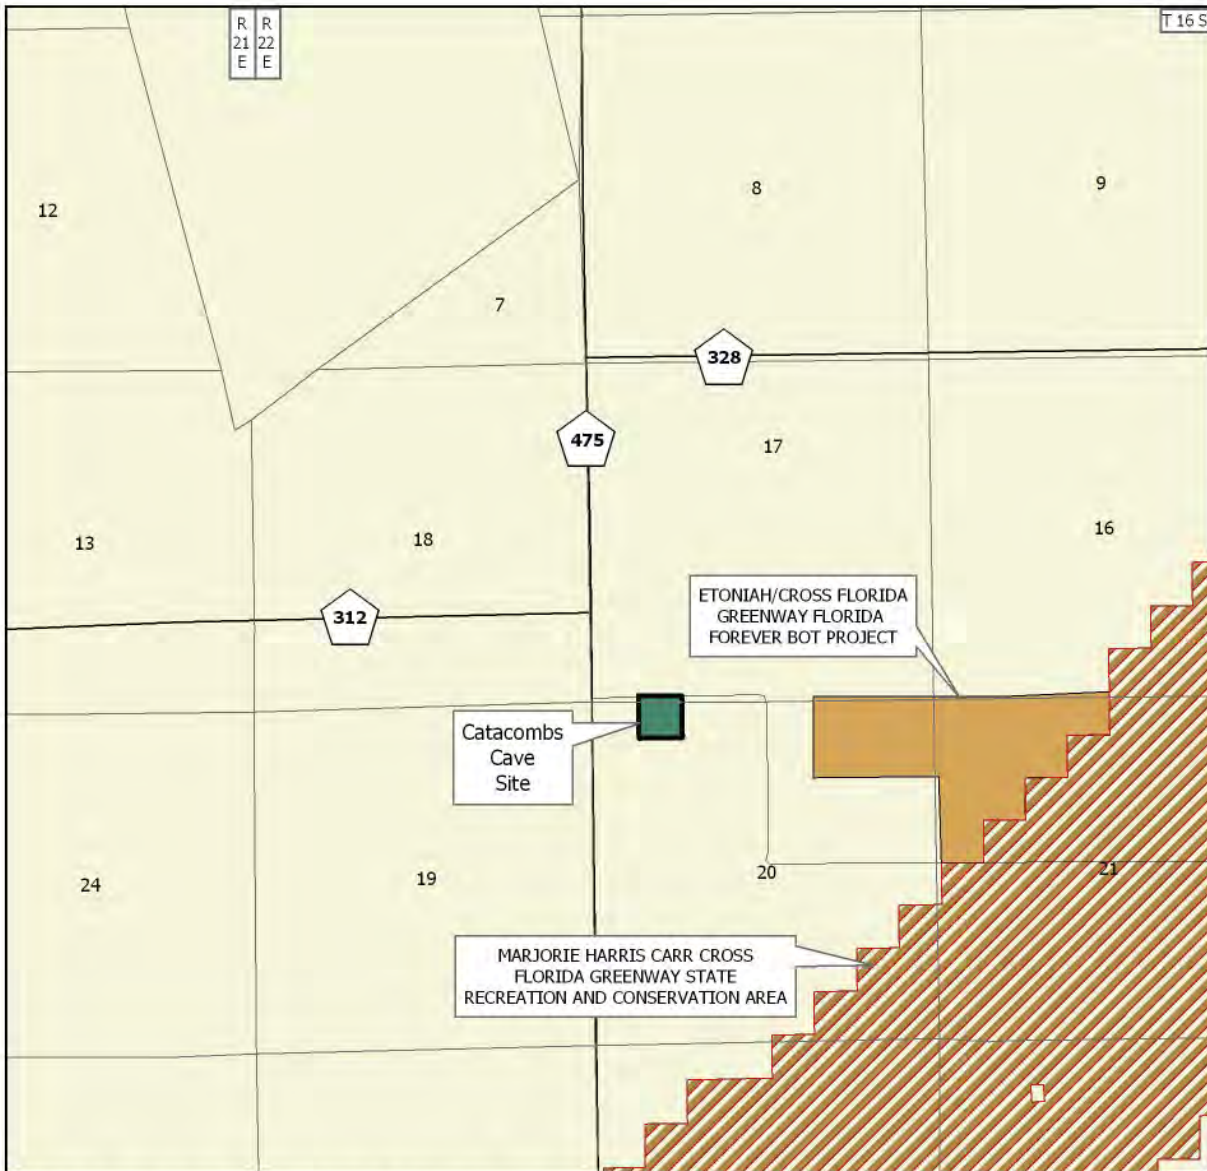 R
21
E
R
22
E
T 16 S
12
8
9
7
328
475
17
13
18
16
312
ETONIAH/CROSS FLORIDA
GREENWAY FLORIDA
FOREVER BOT PROJECT
Catacombs
Cave
Site
24
19
20
21
MARJORIE HARRIS CARR CROSS
FLORIDA GREENWAY STATE
RECREATION AND CONSERVATION AREA